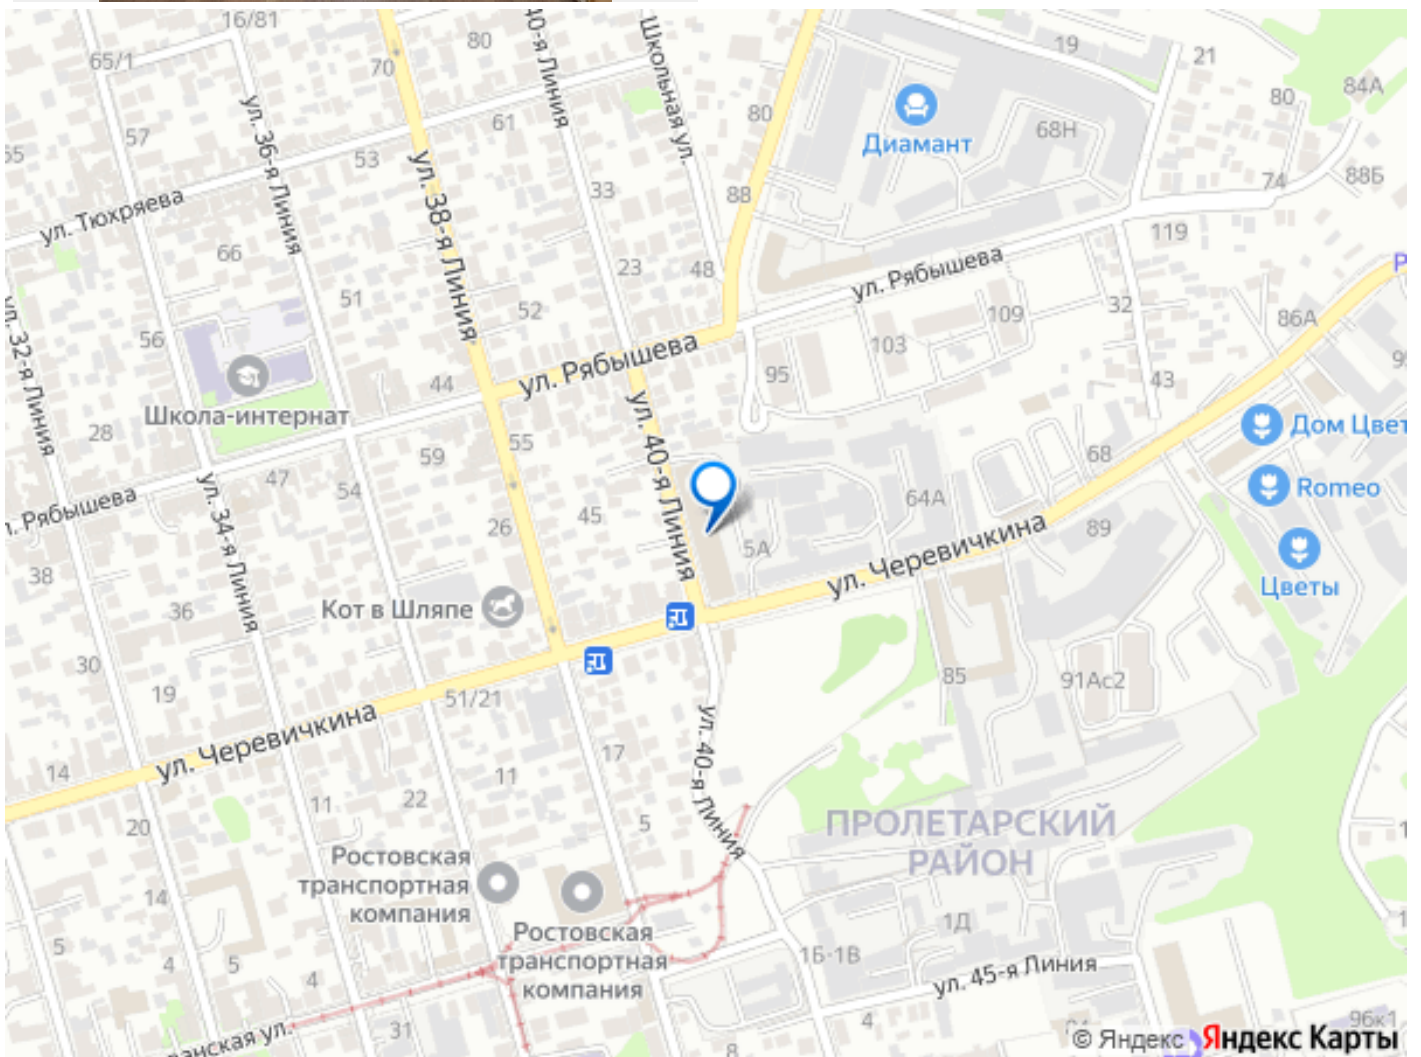 16/81
80
40-я Линия
Школьная ул.
19
21
65/1
70
80
84А
57
ул. 36-я Линия
61
80
Диамант
68Н
53
ул. 38-я Линия
33
88
74
88Б
ул. Тюхряева
66
23
48
ул. Рябышева
119
51
52
109
32
86А
ул. 32-я Линия
56
ул. Рябышева
103
95
43
Школа-интернат
44
28
55
ул. 40-я Линия
Дом Цвет
59
68
47
54
64А
Romeo
Рябышева
ул. 34-я Линия
26
45
5А
89
38
ул. Черевичкина
Цветы
36
Кот в Шляпе
30
19
51/21
85
91Ас2
ул. Черевичкина
14
17
ул. 40-я Линия
11
22
11
20
5
ПРОЛЕТАРСКИЙ
РАЙОН
Ростовская
транспортная
компания
14
Ростовская
транспортная
компания
1Д
5
4
5
4
1Б-1В
ул. 45-я Линия
31
4
8
96к1
© Яндекс Яндекс Карты